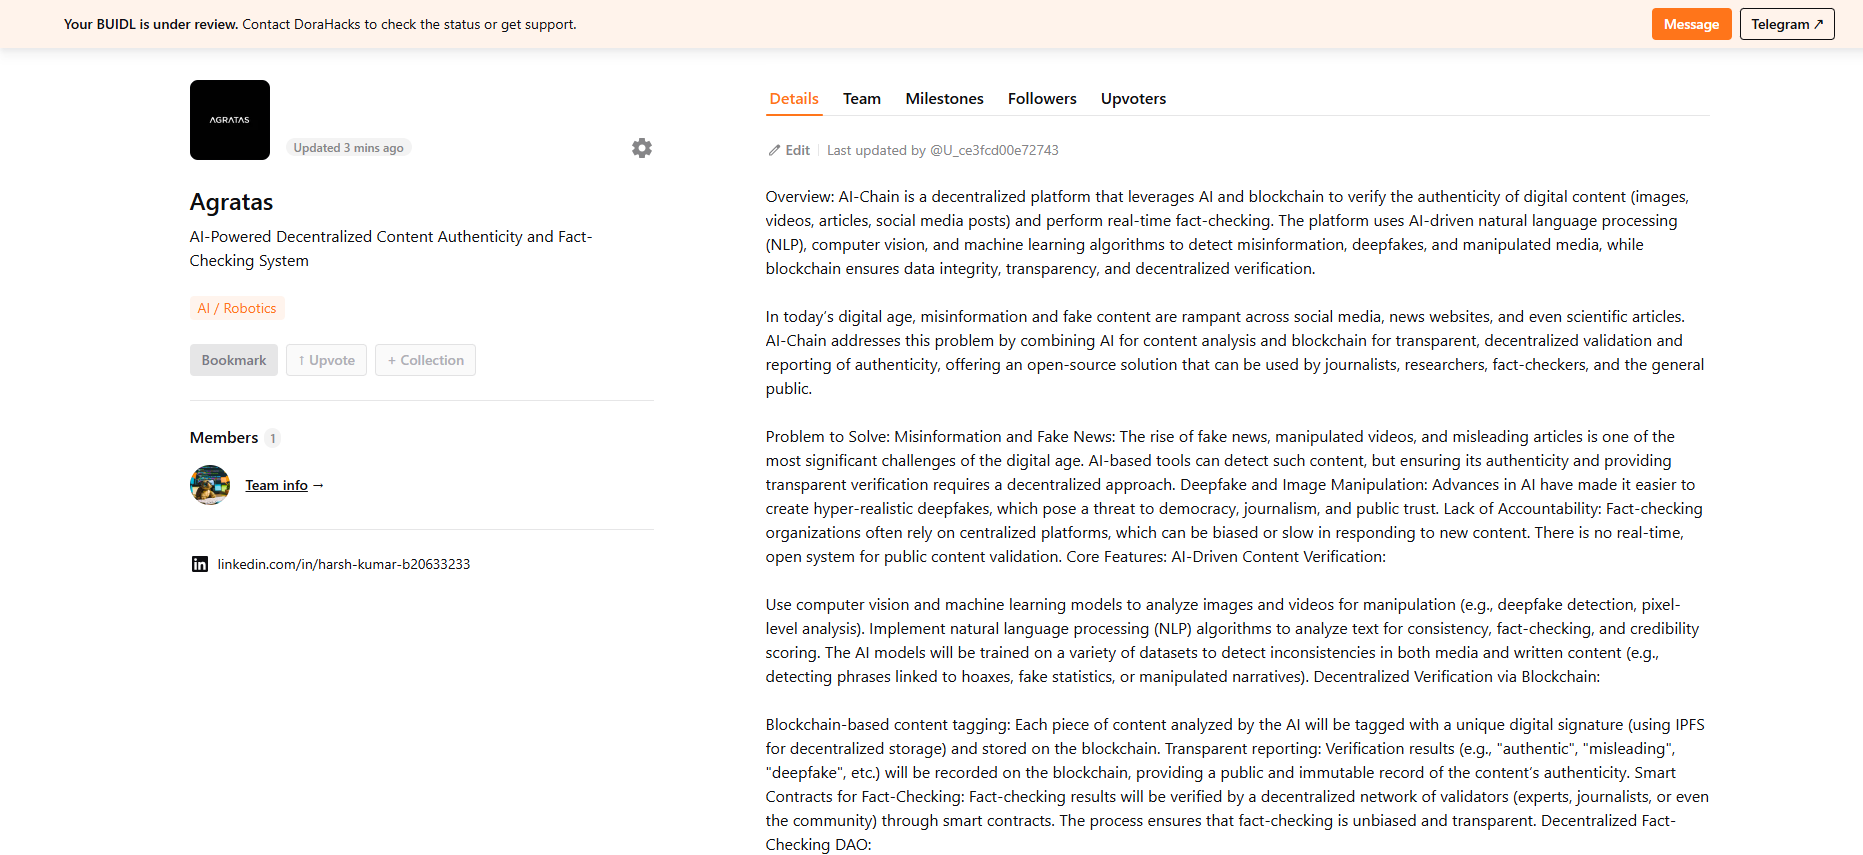 Your BUIDL is under review. Contact DoraHacks to check the status or get support.
Message
Telegram ↗
AGRATAS
Updated 3 mins ago
Agratas
AI-Powered Decentralized Content Authenticity and Fact-
Checking System
AI / Robotics
Bookmark
↑ Upvote
+ Collection
Members 1
Team info →
linkedin.com/in/harsh-kumar-b20633233
Details
Team
Milestones
Followers
Upvoters
Edit
Last updated by @U_ce3fcd00e72743
Overview: AI-Chain is a decentralized platform that leverages AI and blockchain to verify the authenticity of digital content (images,
videos, articles, social media posts) and perform real-time fact-checking. The platform uses AI-driven natural language processing
(NLP), computer vision, and machine learning algorithms to detect misinformation, deepfakes, and manipulated media, while
blockchain ensures data integrity, transparency, and decentralized verification.
In today’s digital age, misinformation and fake content are rampant across social media, news websites, and even scientific articles.
AI-Chain addresses this problem by combining AI for content analysis and blockchain for transparent, decentralized validation and
reporting of authenticity, offering an open-source solution that can be used by journalists, researchers, fact-checkers, and the general
public.
Problem to Solve: Misinformation and Fake News: The rise of fake news, manipulated videos, and misleading articles is one of the
most significant challenges of the digital age. AI-based tools can detect such content, but ensuring its authenticity and providing
transparent verification requires a decentralized approach. Deepfake and Image Manipulation: Advances in AI have made it easier to
create hyper-realistic deepfakes, which pose a threat to democracy, journalism, and public trust. Lack of Accountability: Fact-checking
organizations often rely on centralized platforms, which can be biased or slow in responding to new content. There is no real-time,
open system for public content validation. Core Features: AI-Driven Content Verification:
Use computer vision and machine learning models to analyze images and videos for manipulation (e.g., deepfake detection, pixel-
level analysis). Implement natural language processing (NLP) algorithms to analyze text for consistency, fact-checking, and credibility
scoring. The AI models will be trained on a variety of datasets to detect inconsistencies in both media and written content (e.g.,
detecting phrases linked to hoaxes, fake statistics, or manipulated narratives). Decentralized Verification via Blockchain:
Blockchain-based content tagging: Each piece of content analyzed by the AI will be tagged with a unique digital signature (using IPFS
for decentralized storage) and stored on the blockchain. Transparent reporting: Verification results (e.g., "authentic", "misleading",
"deepfake", etc.) will be recorded on the blockchain, providing a public and immutable record of the content’s authenticity. Smart
Contracts for Fact-Checking: Fact-checking results will be verified by a decentralized network of validators (experts, journalists, or even
the community) through smart contracts. The process ensures that fact-checking is unbiased and transparent. Decentralized Fact-
Checking DAO: